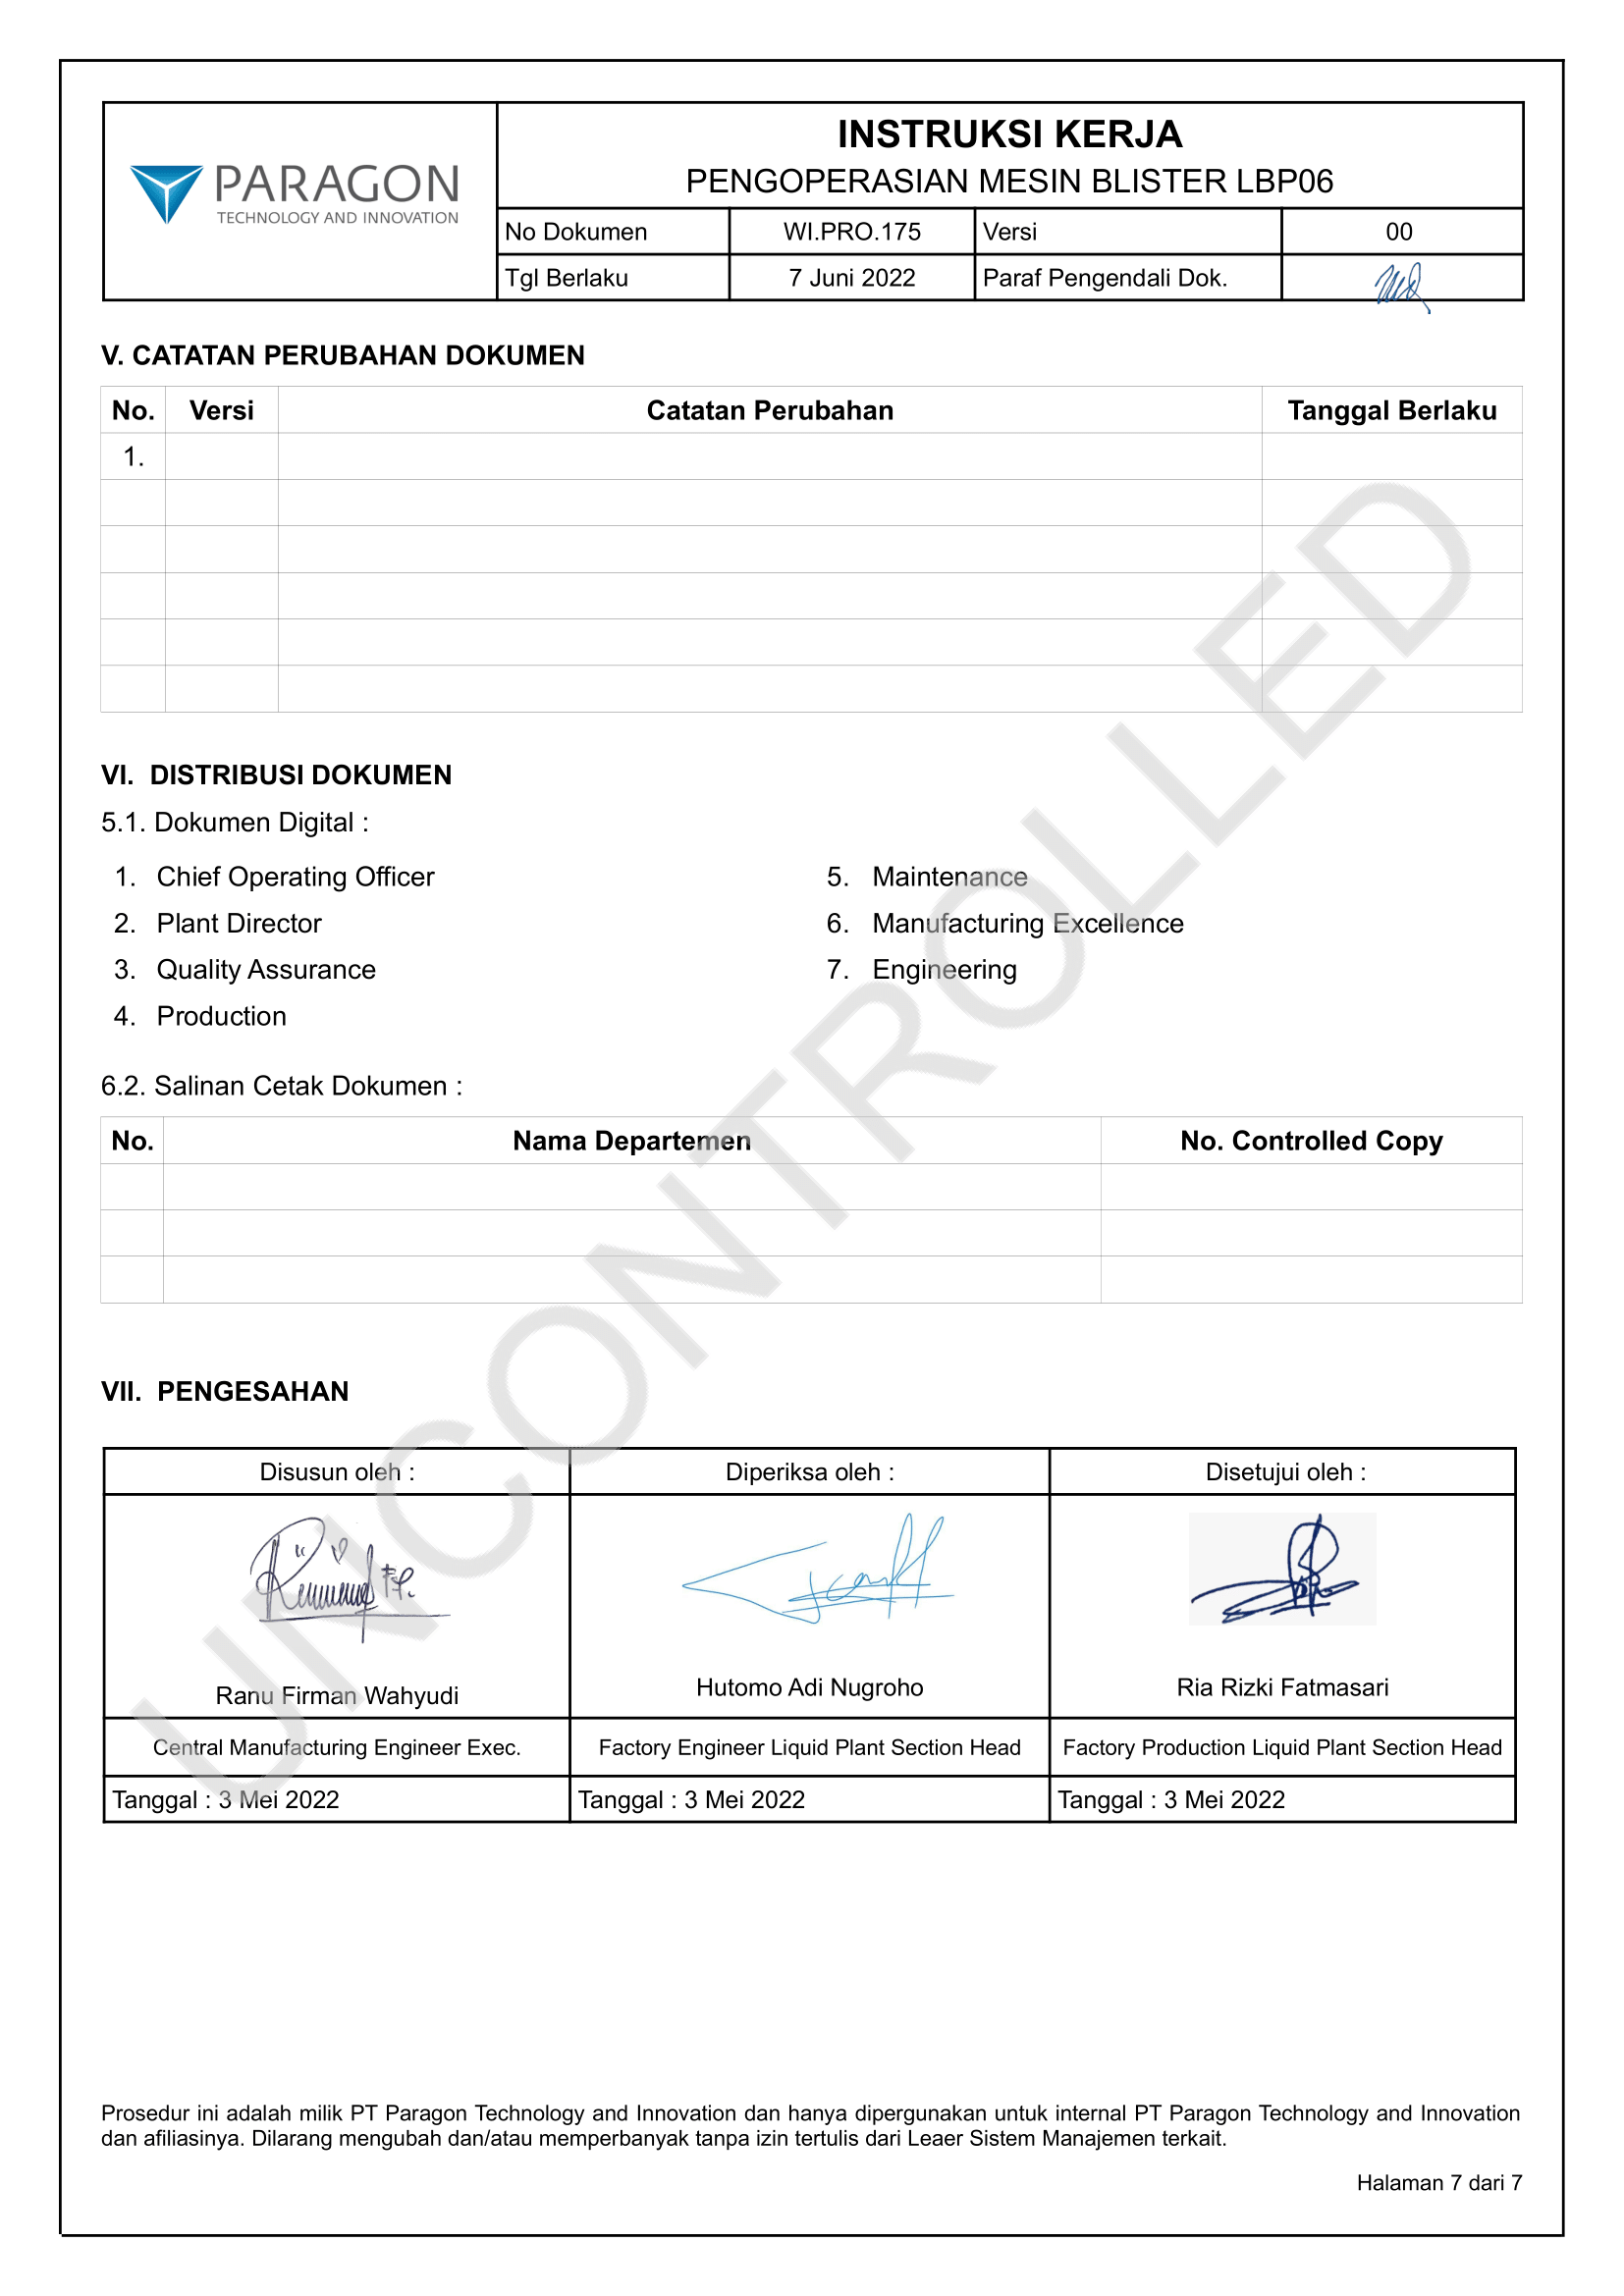 PARAGON
TECHNOLOGY AND INNOVATION
INSTRUKSI KERJA
PENGOPERASIAN MESIN BLISTER LBP06
No Dokumen WI.PRO.175 Versi 00
Tgl Berlaku 7 Juni 2022 Paraf Pengendali Dok.
V. CATATAN PERUBAHAN DOKUMEN
No. Versi Catatan Perubahan Tanggal Berlaku
1.
VI. DISTRIBUSI DOKUMEN
5.1. Dokumen Digital :
1. Chief Operating Officer
2. Plant Director
3. Quality Assurance
4. Production
5. Maintenance
6. Manufacturing Excellence
7. Engineering
6.2. Salinan Cetak Dokumen :
No. Nama Departemen No. Controlled Copy
VII. PENGESAHAN
Disusun oleh : Diperiksa oleh : Disetujui oleh :
Ranu Firman Wahyudi Hutomo Adi Nugroho Ria Rizki Fatmasari
Central Manufacturing Engineer Exec. Factory Engineer Liquid Plant Section Head Factory Production Liquid Plant Section Head
Tanggal : 3 Mei 2022 Tanggal : 3 Mei 2022 Tanggal : 3 Mei 2022
UNCONTROLLED
Prosedur ini adalah milik PT Paragon Technology and Innovation dan hanya dipergunakan untuk internal PT Paragon Technology and Innovation
dan afiliasinya. Dilarang mengubah dan/atau memperbanyak tanpa izin tertulis dari Leaer Sistem Manajemen terkait.
Halaman 7 dari 7